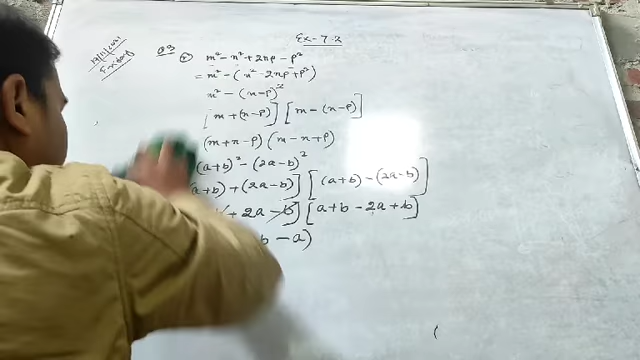 Ex-7.2
Q3 m² - n² + 2np - p²
= m² - (n² - 2np + p²)
n² - (n-p)²
[m + (n-p)] [m - (n-p)]
(m+n-p) (m-n+p)
(a+b)² - (2a-b)²
a+b) + (2a-b)] [(a+b) - (2a-b)]
+ 2a - b] [a+b - 2a + b]
b - a)